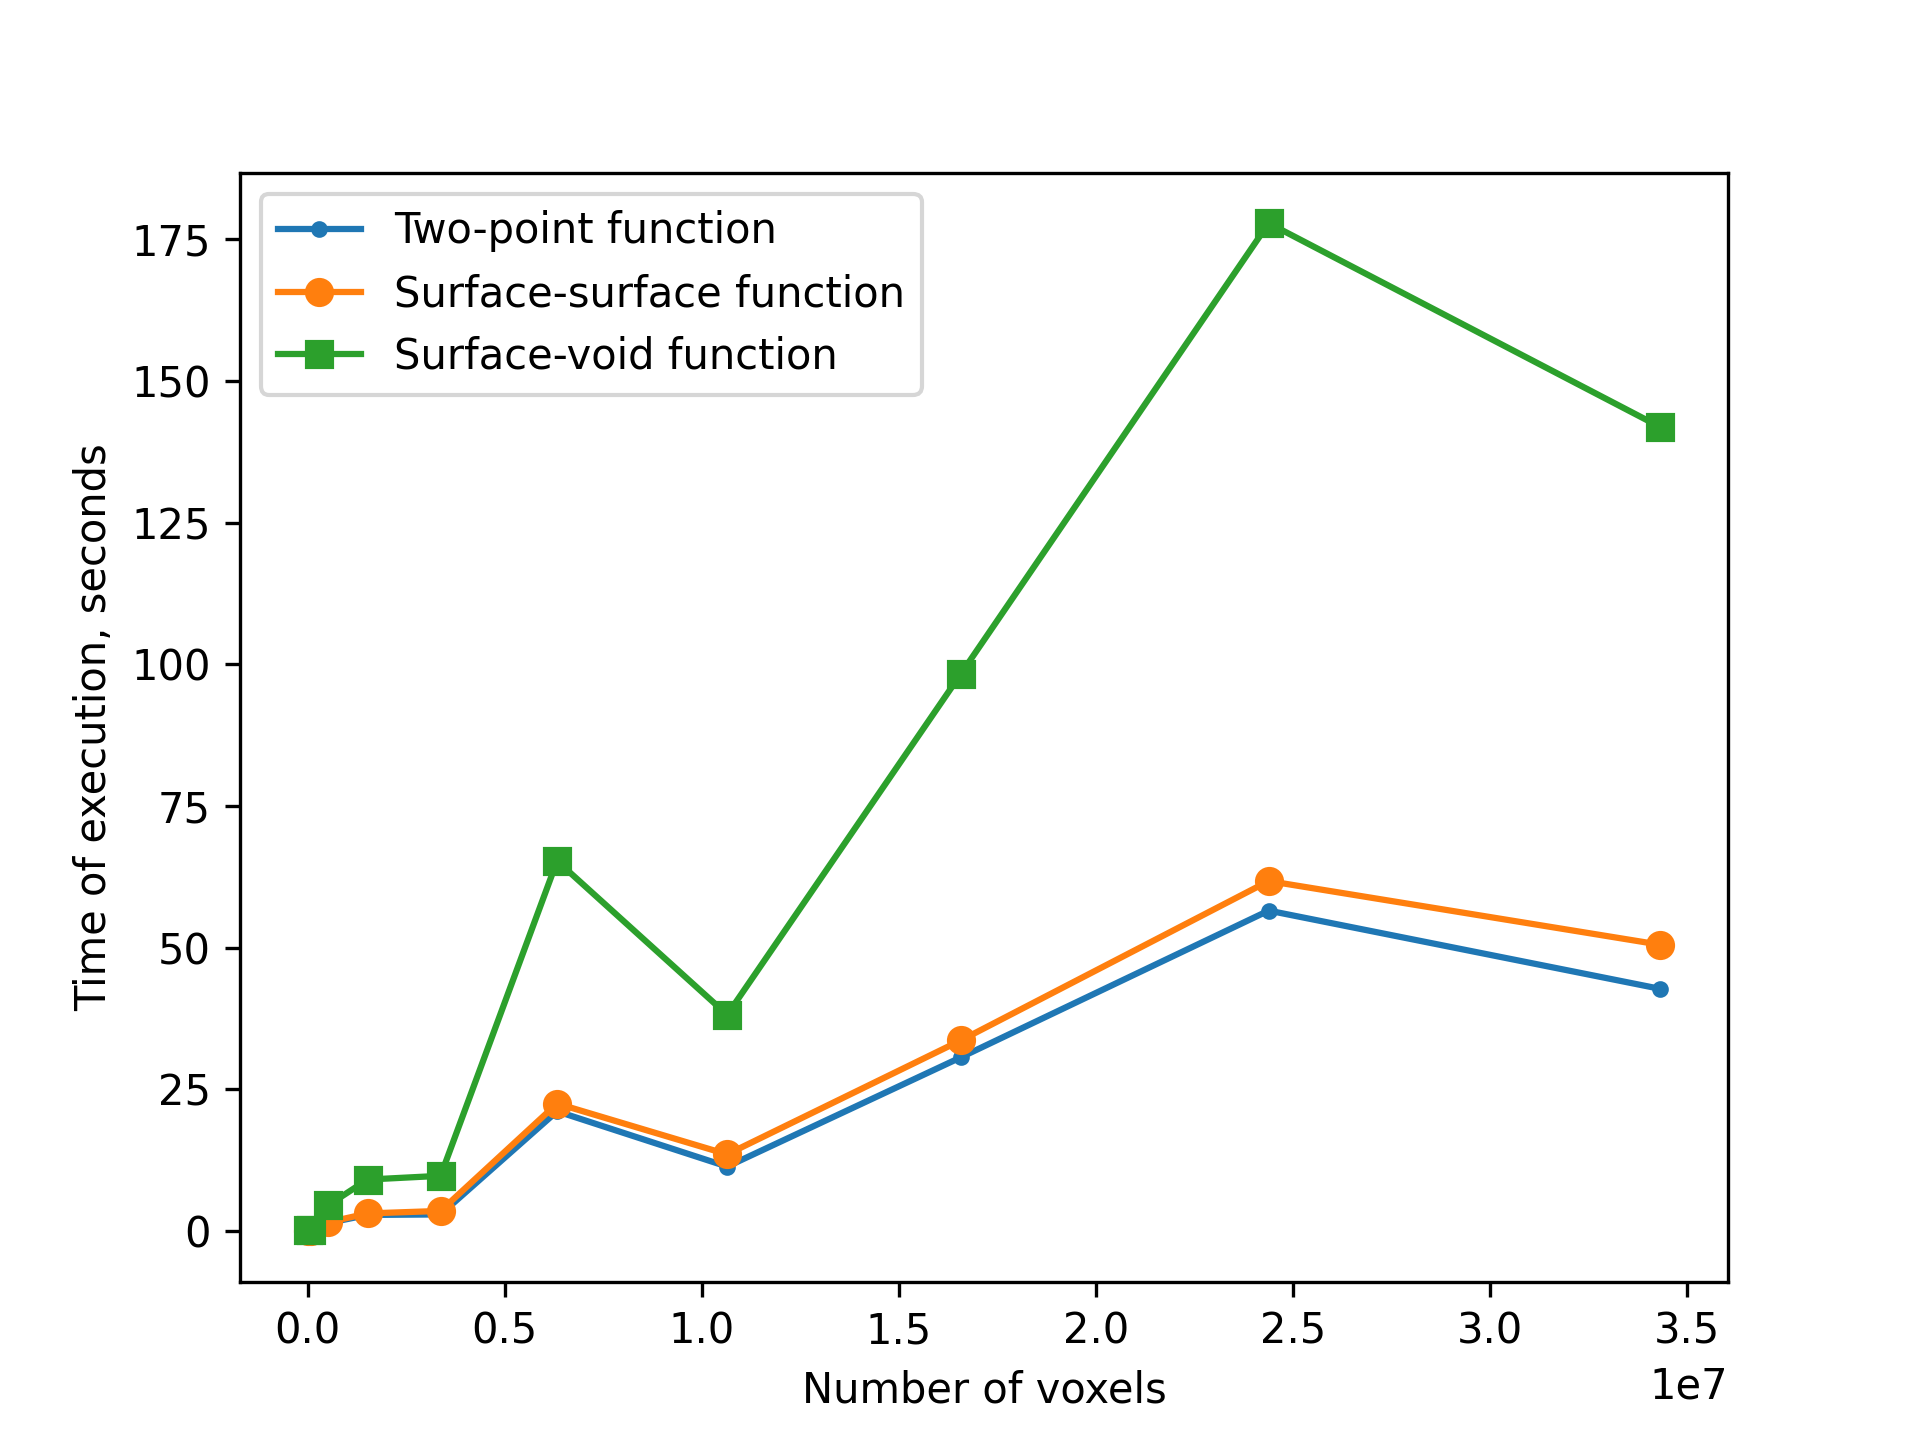 Two-point function
Surface-surface function
Surface-void function
175
150
125
100
75
50
25
0
Time of execution, seconds
0.0 0.5 1.0 1.5 2.0 2.5 3.0 3.5
1e7
Number of voxels